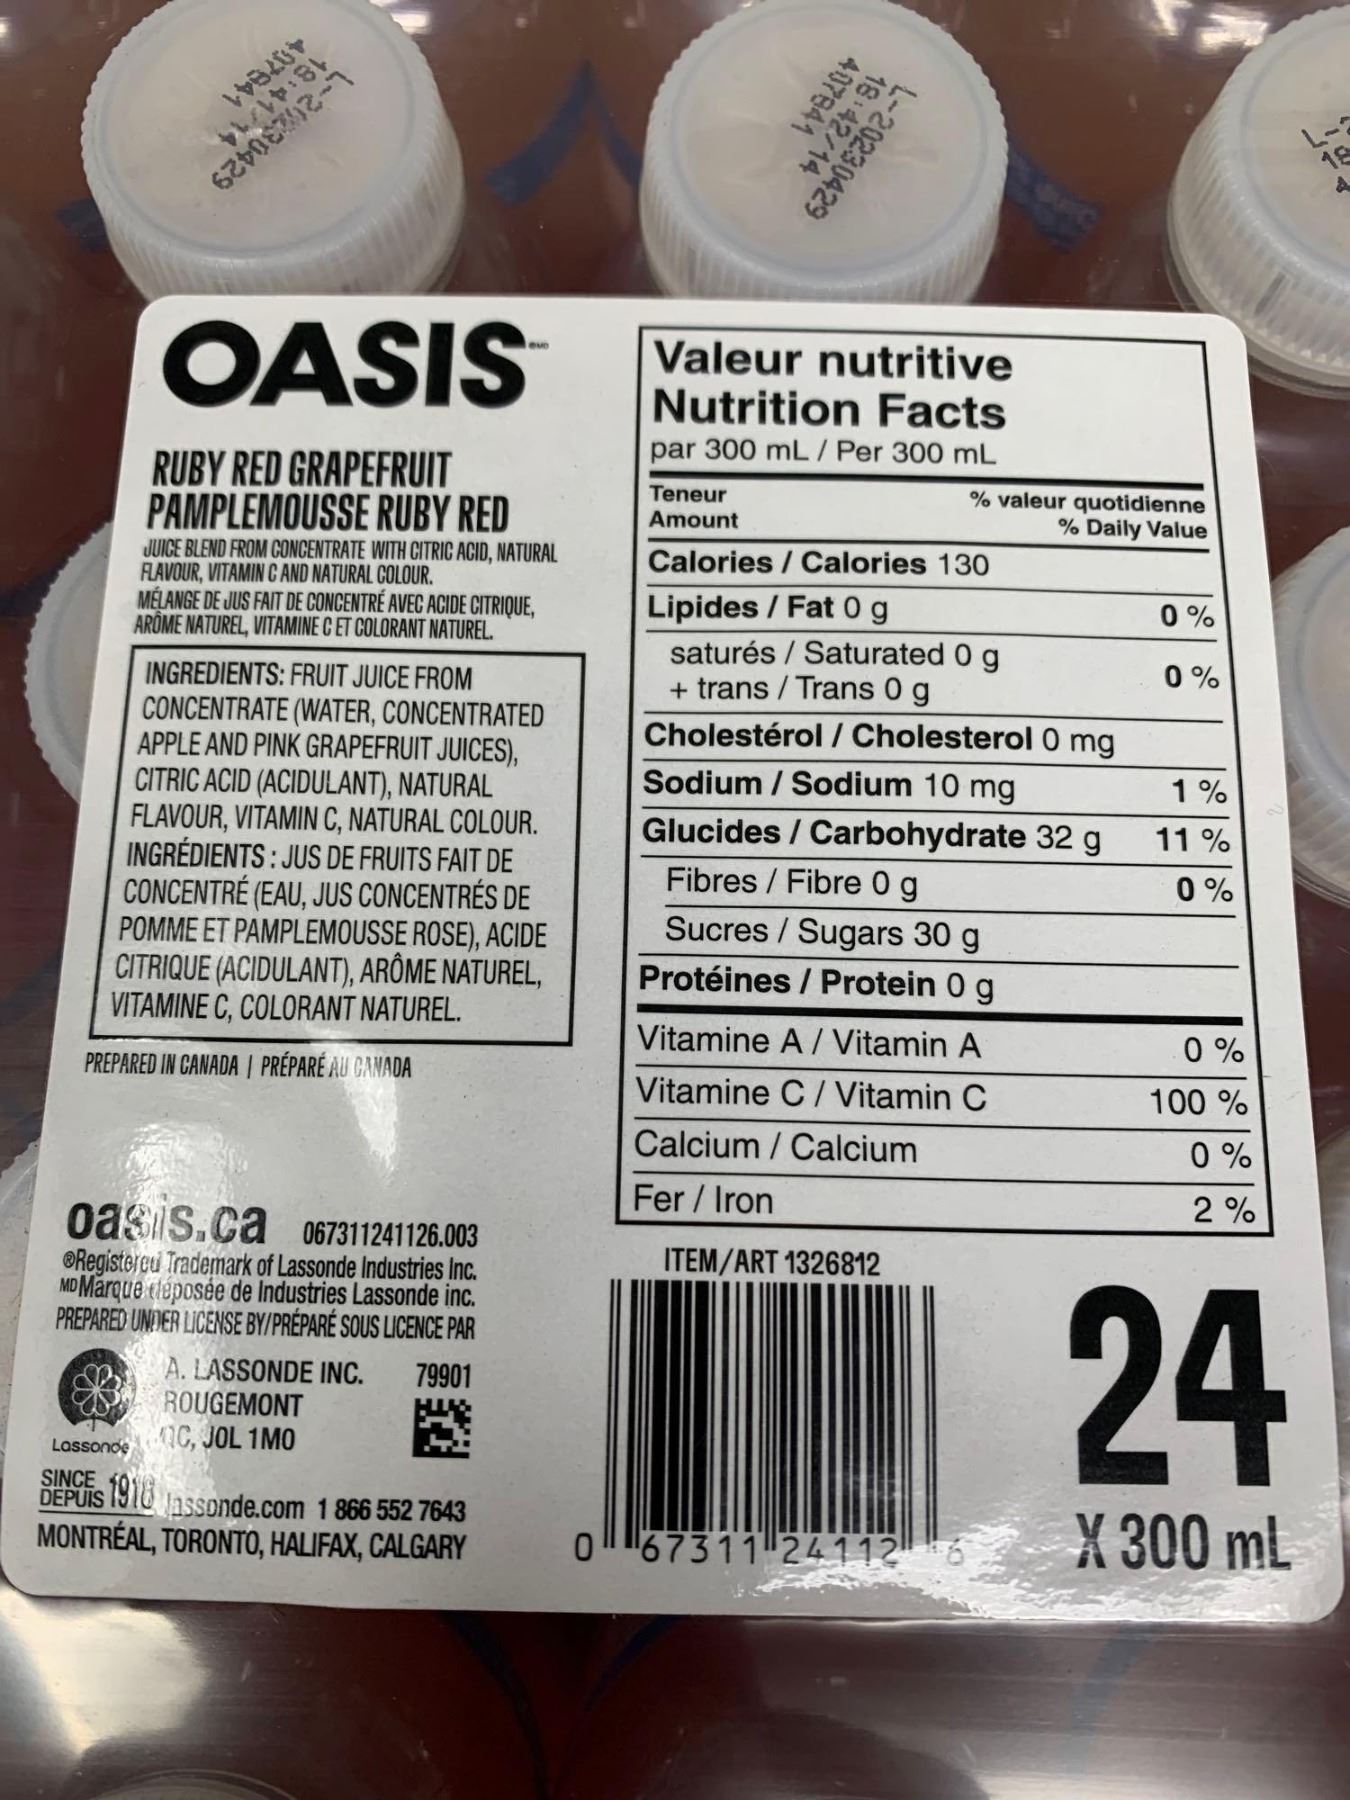 L-20230429
18:41/14
407841
L-20230429
18:42/14
407841
OASIS
RUBY RED GRAPEFRUIT
PAMPLEMOUSSE RUBY RED
JUICE BLEND FROM CONCENTRATE WITH CITRIC ACID, NATURAL
FLAVOUR, VITAMIN C AND NATURAL COLOUR.
MÉLANGE DE JUS FAIT DE CONCENTRÉ AVEC ACIDE CITRIQUE,
ARÔME NATUREL, VITAMINE C ET COLORANT NATUREL.
INGREDIENTS: FRUIT JUICE FROM
CONCENTRATE (WATER, CONCENTRATED
APPLE AND PINK GRAPEFRUIT JUICES),
CITRIC ACID (ACIDULANT), NATURAL
FLAVOUR, VITAMIN C, NATURAL COLOUR.
INGRÉDIENTS : JUS DE FRUITS FAIT DE
CONCENTRÉ (EAU, JUS CONCENTRÉS DE
POMME ET PAMPLEMOUSSE ROSE), ACIDE
CITRIQUE (ACIDULANT), ARÔME NATUREL,
VITAMINE C, COLORANT NATUREL.
PREPARED IN CANADA | PRÉPARÉ AU CANADA
oasis.ca 067311241126.003
®Registered Trademark of Lassonde Industries Inc.
MD Marque déposée de Industries Lassonde inc.
PREPARED UNDER LICENSE BY/PRÉPARÉ SOUS LICENCE PAR
A. LASSONDE INC. 79901
ROUGEMONT
QC, J0L 1M0
Lassonde
SINCE
DEPUIS 1918 lassonde.com 1 866 552 7643
MONTRÉAL, TORONTO, HALIFAX, CALGARY
Valeur nutritive
Nutrition Facts
par 300 mL / Per 300 mL
Teneur % valeur quotidienne
Amount % Daily Value
Calories / Calories 130
Lipides / Fat 0 g 0 %
saturés / Saturated 0 g
+ trans / Trans 0 g 0 %
Cholestérol / Cholesterol 0 mg
Sodium / Sodium 10 mg 1 %
Glucides / Carbohydrate 32 g 11 %
Fibres / Fibre 0 g 0 %
Sucres / Sugars 30 g
Protéines / Protein 0 g
Vitamine A / Vitamin A 0 %
Vitamine C / Vitamin C 100 %
Calcium / Calcium 0 %
Fer / Iron 2 %
ITEM/ART 1326812
0 67311 24112 6
24
X 300 mL